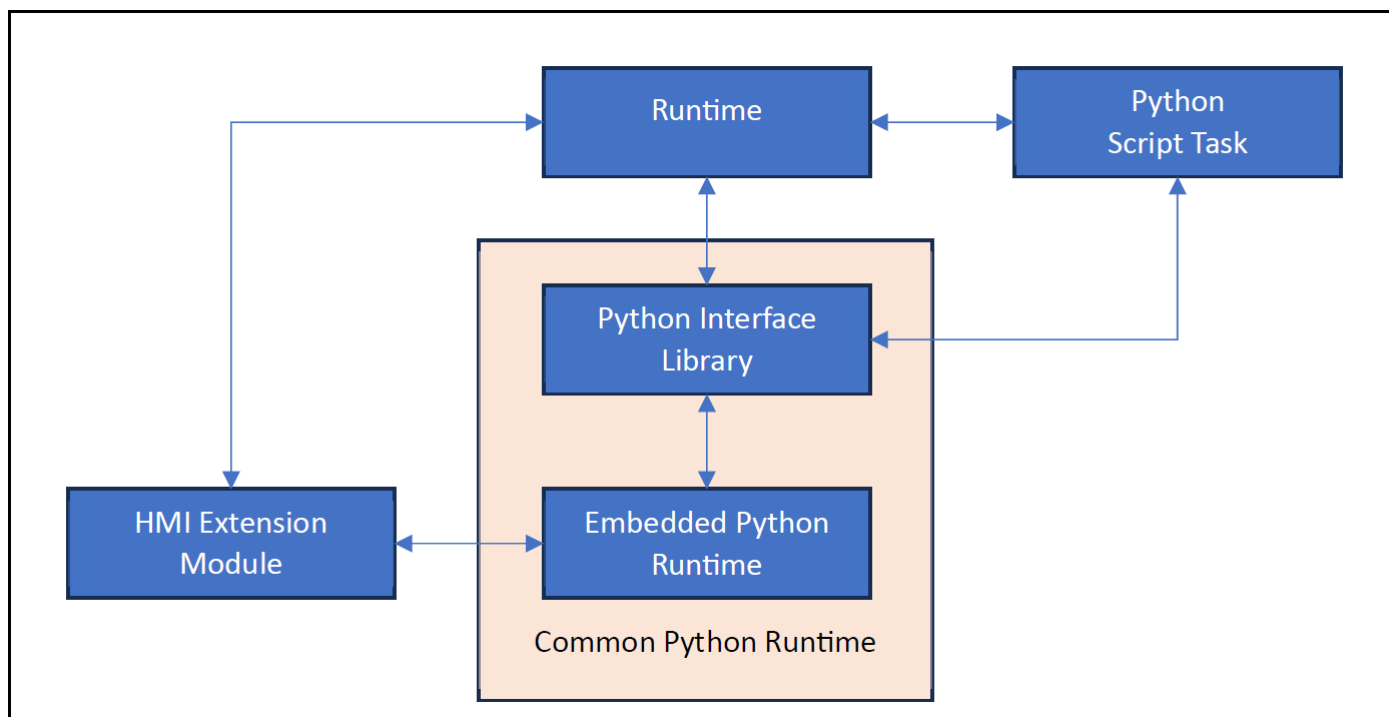 Runtime
Python
Script Task
Python Interface
Library
HMI Extension
Module
Embedded Python
Runtime
Common Python Runtime